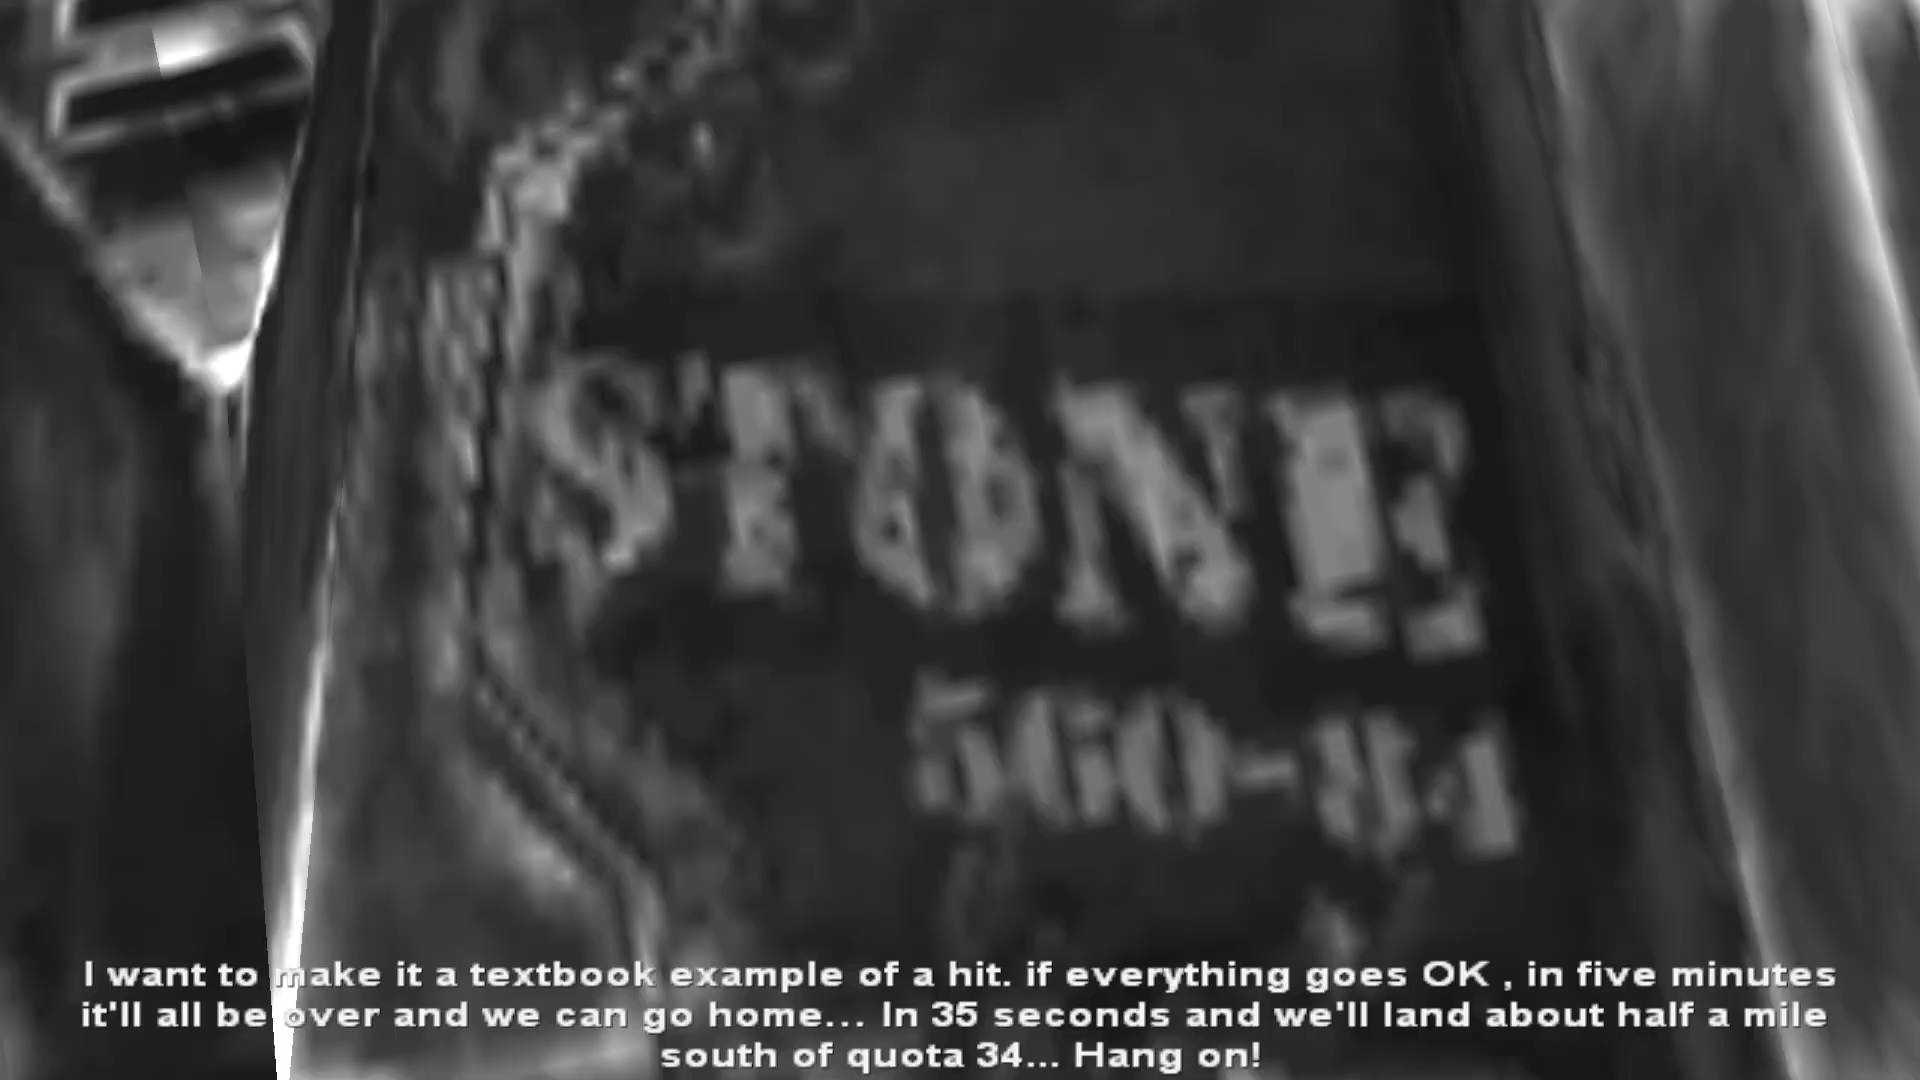 STONE
560-84
I want to make it a textbook example of a hit. if everything goes OK , in five minutes
it'll all be over and we can go home... In 35 seconds and we'll land about half a mile
south of quota 34... Hang on!